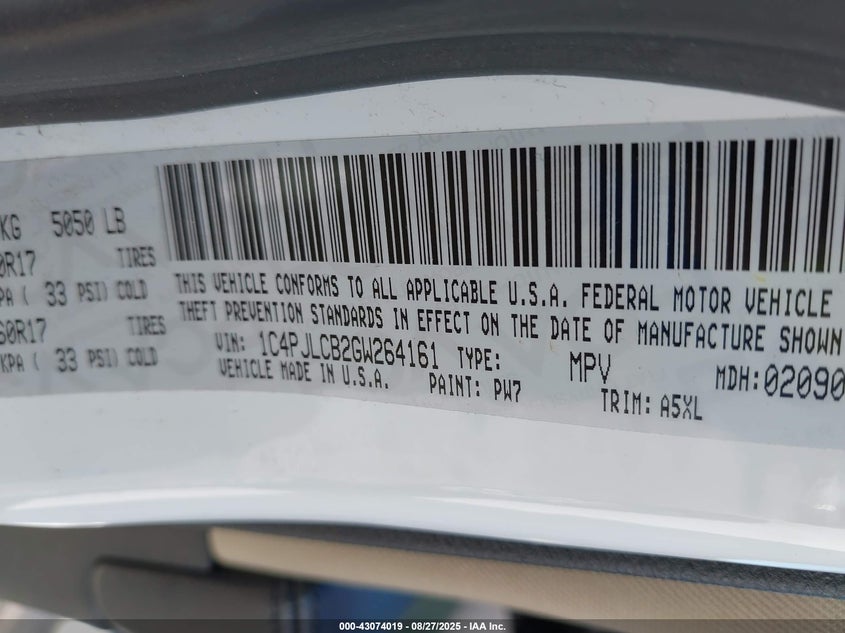 KG 5050 LB
0R17 TIRES
PA ( 33 PSI) COLD
60R17 TIRES
KPA ( 33 PSI) COLD
THIS VEHICLE CONFORMS TO ALL APPLICABLE U.S.A. FEDERAL MOTOR VEHICLE
THEFT PREVENTION STANDARDS IN EFFECT ON THE DATE OF MANUFACTURE SHOWN
VIN: 1C4PJLCB2GW264161 TYPE: MPV MDH:02090
VEHICLE MADE IN U.S.A. PAINT: PW7 TRIM: A5XL
000-43074019 - 08/27/2025 - IAA Inc.